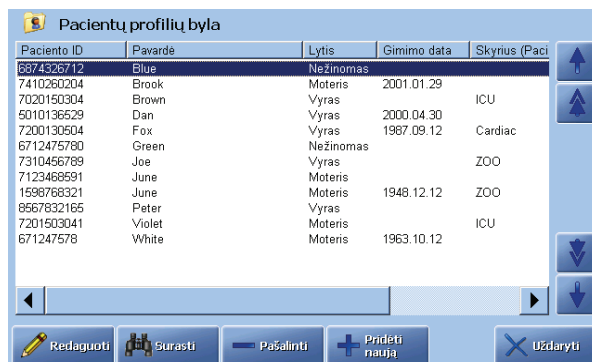 Pacientų profilių byla
Paciento ID Pavardė Lytis Gimimo data Skyrius (Paci
6874326712 Blue Nežinomas
7410260204 Brook Moteris 2001.01.29
7020150304 Brown Vyras ICU
5010136529 Dan Vyras 2000.04.30
7200130504 Fox Vyras 1987.09.12 Cardiac
6712475780 Green Nežinomas
7310456789 Joe Vyras ZOO
7123468591 June Moteris
1598768321 June Moteris 1948.12.12 ZOO
8567832165 Peter Vyras
7201503041 Violet Moteris ICU
671247578 White Moteris 1963.10.12
Redaguoti Surasti Pašalinti Pridėti naują Uždaryti